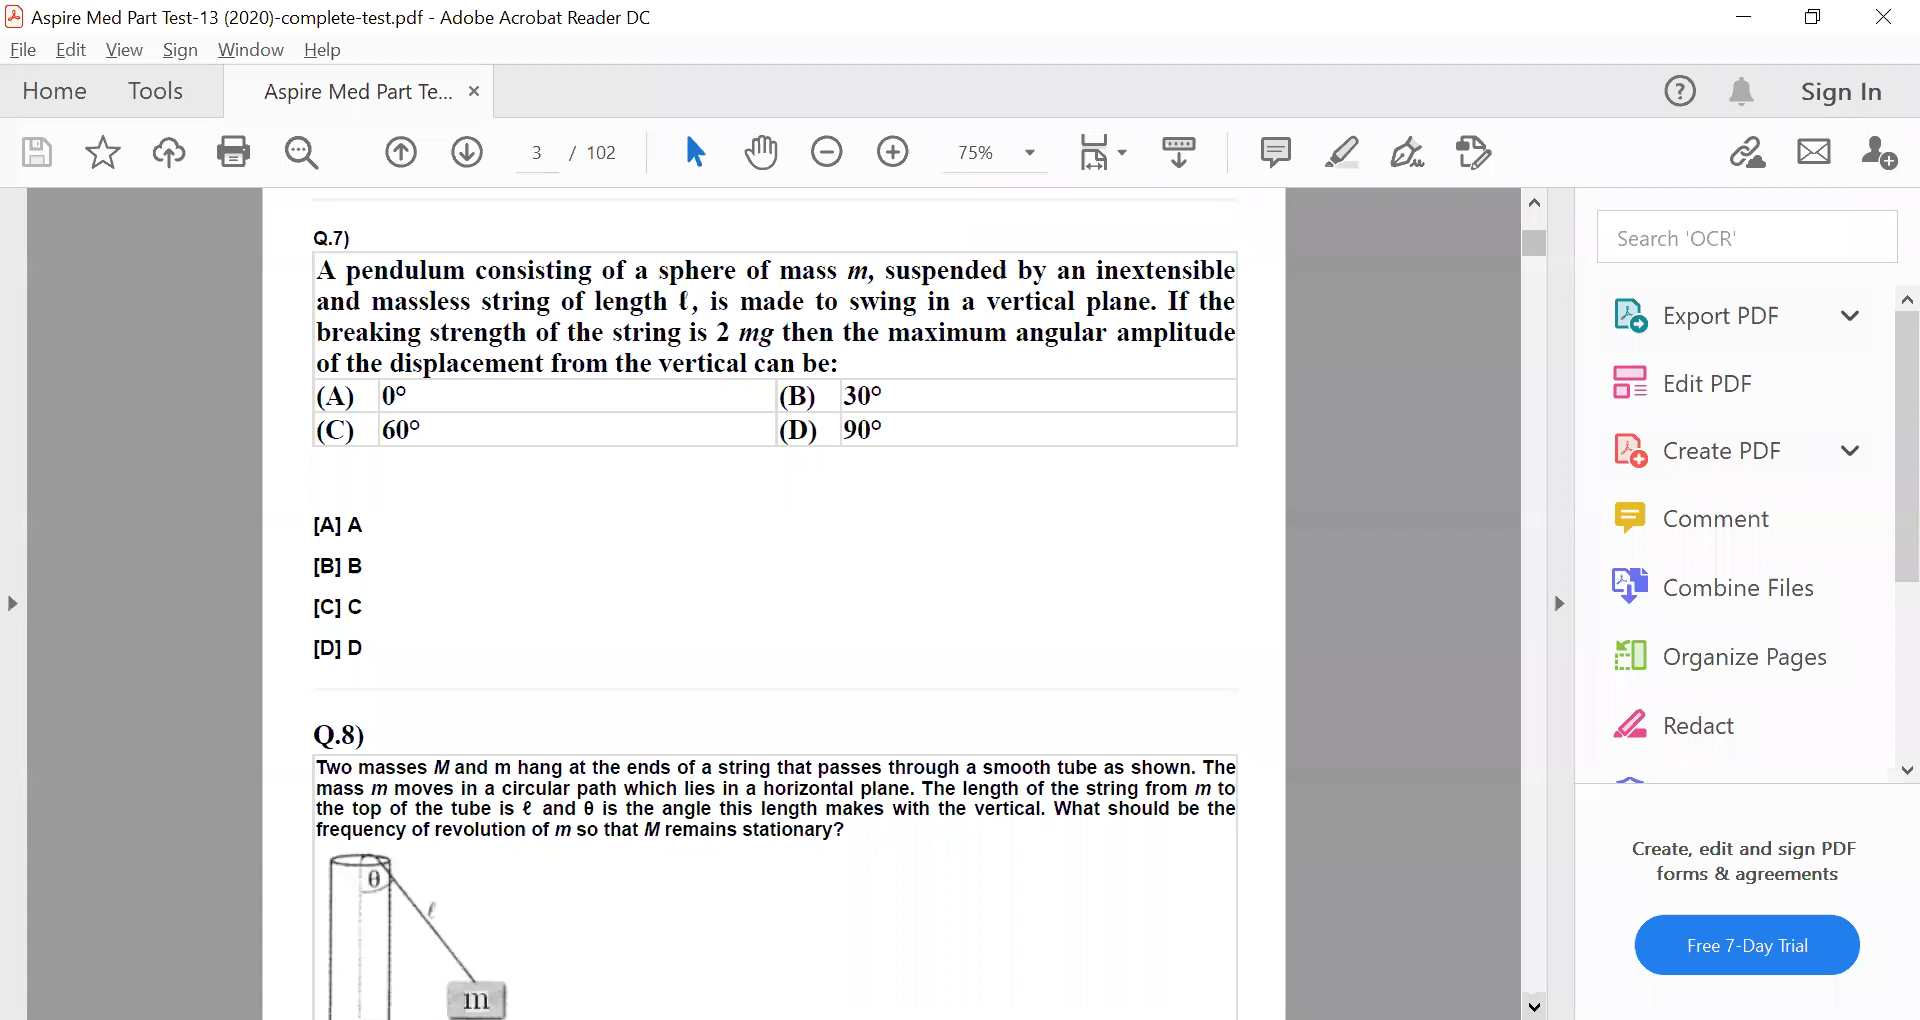 Aspire Med Part Test-13 (2020)-complete-test.pdf - Adobe Acrobat Reader DC
File Edit View Sign Window Help
Home Tools Aspire Med Part Te... × Sign In
3 / 102 75%
Q.7)
A pendulum consisting of a sphere of mass m, suspended by an inextensible
and massless string of length ℓ, is made to swing in a vertical plane. If the
breaking strength of the string is 2 mg then the maximum angular amplitude
of the displacement from the vertical can be:
(A) 0° (B) 30°
(C) 60° (D) 90°
[A] A
[B] B
[C] C
[D] D
Q.8)
Two masses M and m hang at the ends of a string that passes through a smooth tube as shown. The
mass m moves in a circular path which lies in a horizontal plane. The length of the string from m to
the top of the tube is ℓ and θ is the angle this length makes with the vertical. What should be the
frequency of revolution of m so that M remains stationary?
θ
ℓ
m
Search 'OCR'
Export PDF
Edit PDF
Create PDF
Comment
Combine Files
Organize Pages
Redact
Create, edit and sign PDF
forms & agreements
Free 7-Day Trial